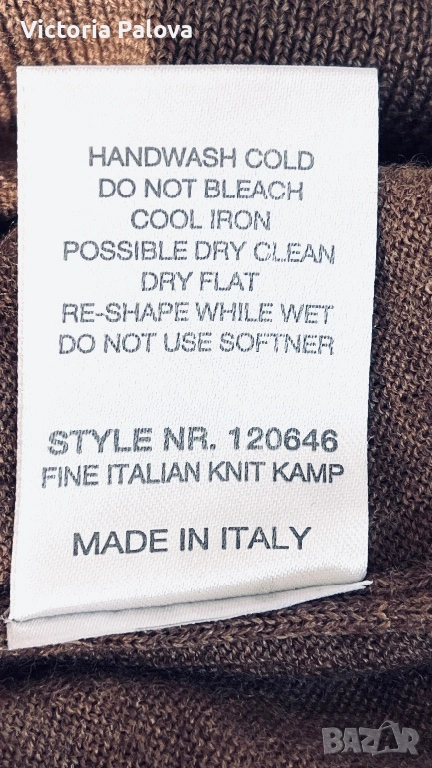 Victoria Palova
HANDWASH COLD
DO NOT BLEACH
COOL IRON
POSSIBLE DRY CLEAN
DRY FLAT
RE-SHAPE WHILE WET
DO NOT USE SOFTNER
STYLE NR. 120646
FINE ITALIAN KNIT KAMP
MADE IN ITALY
BAZAR